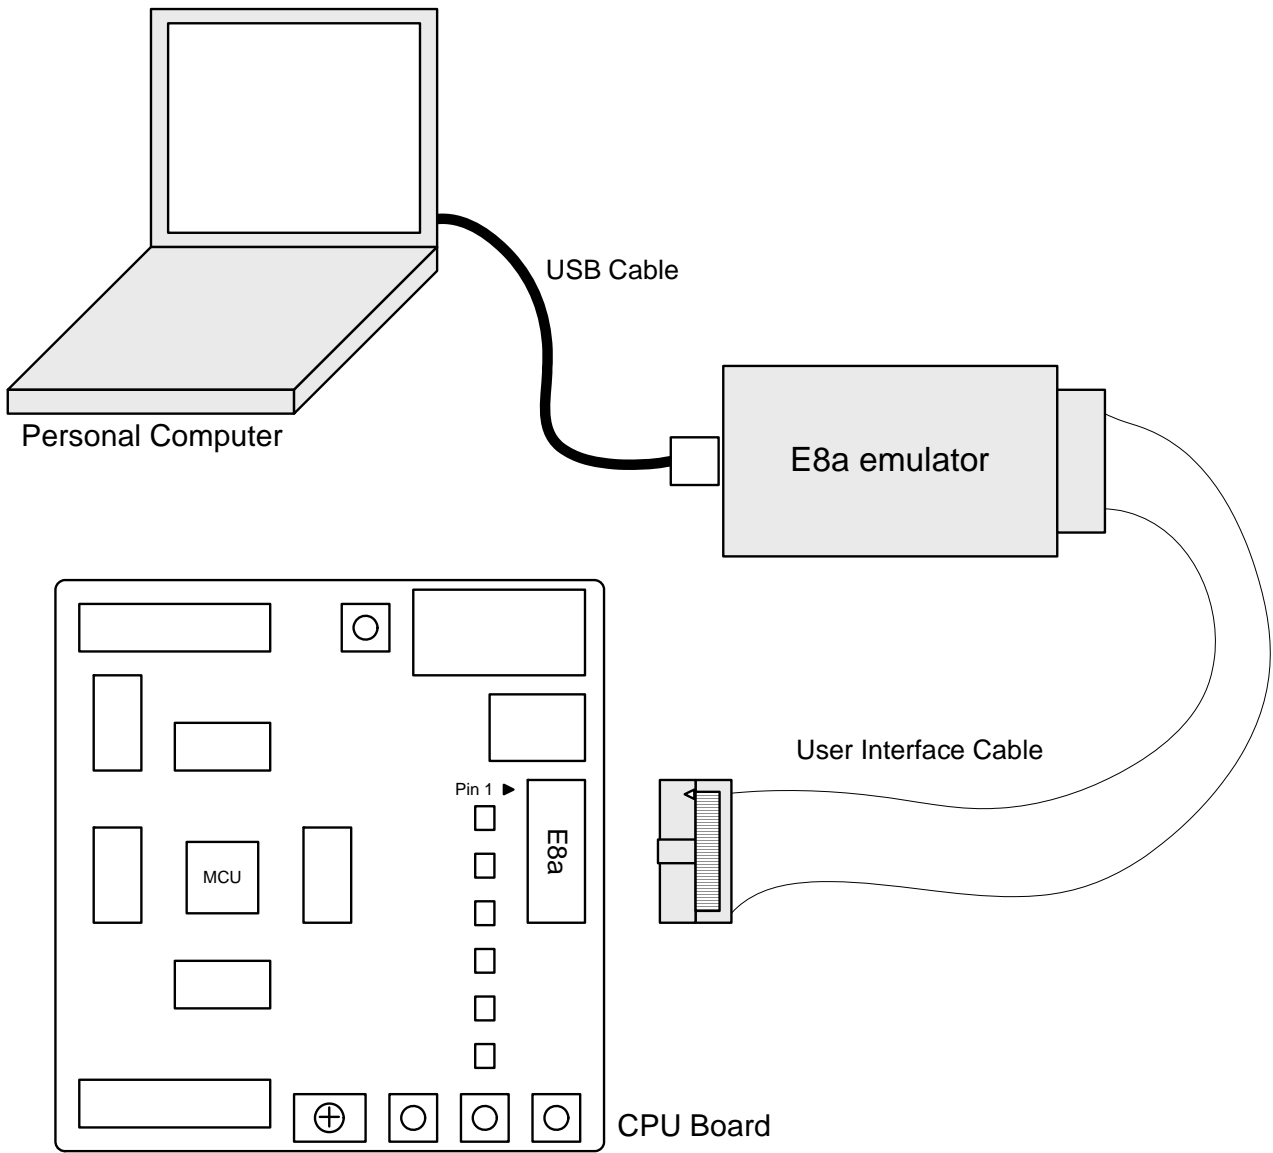 USB Cable
Personal Computer
E8a emulator
User Interface Cable
Pin 1
E8a
MCU
CPU Board